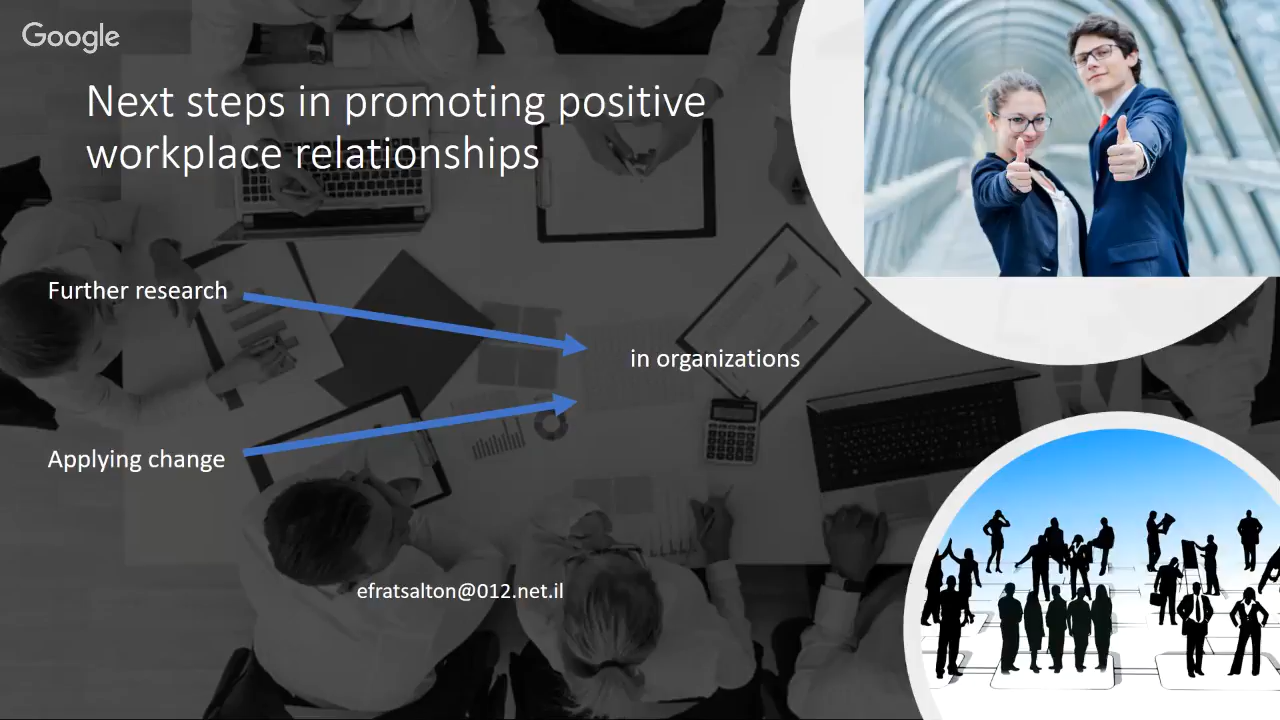 Google
Next steps in promoting positive
workplace relationships
Further research
in organizations
Applying change
efratsalton@012.net.il